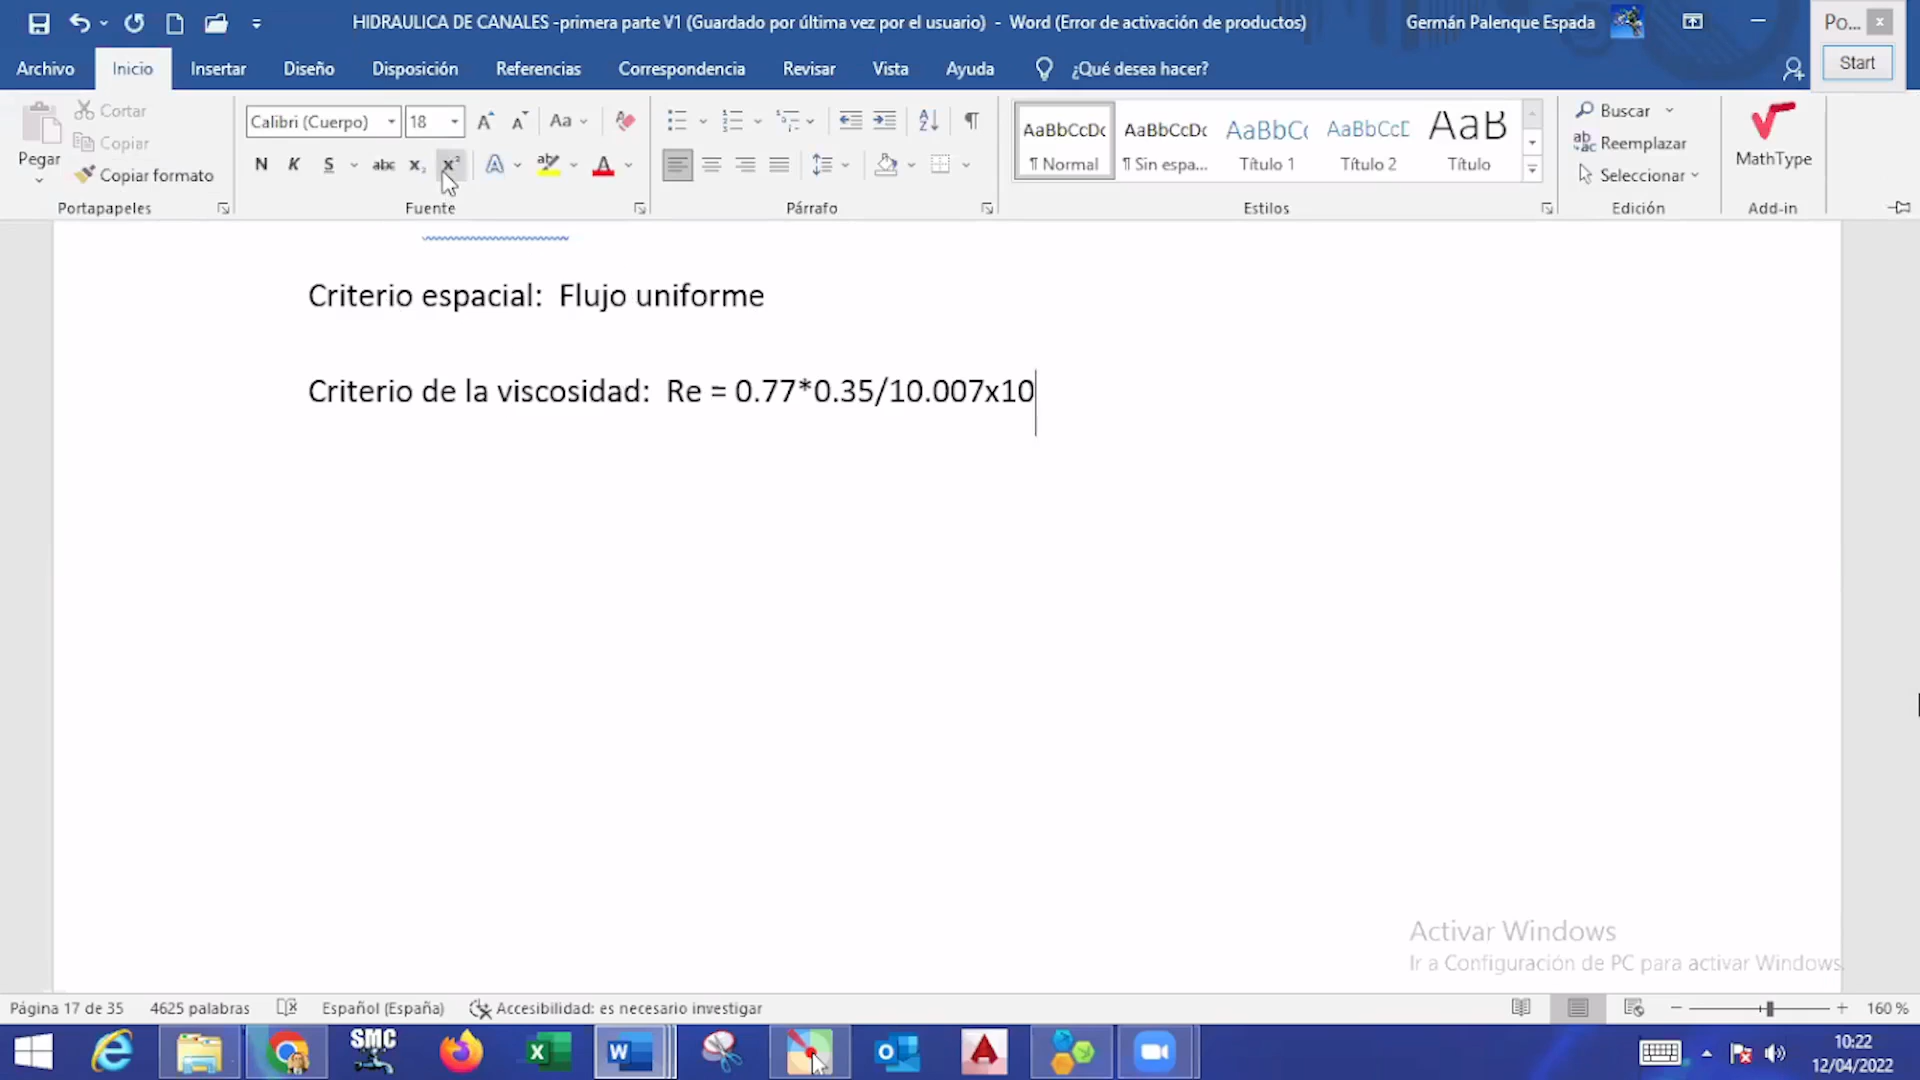 HIDRAULICA DE CANALES -primera parte V1 (Guardado por última vez por el usuario) - Word (Error de activación de productos)
Germán Palenque Espada
Po...
Archivo Inicio Insertar Diseño Disposición Referencias Correspondencia Revisar Vista Ayuda ¿Qué desea hacer?
Start
Pegar
Cortar
Copiar
Copiar formato
Portapapeles
Calibri (Cuerpo) 18
Aa
N K S abc x₂ x²
Fuente
Párrafo
AaBbCcDc AaBbCcDc AaBbCc AaBbCcD AaB
¶ Normal ¶ Sin espa... Título 1 Título 2 Título
Estilos
Buscar
Reemplazar
Seleccionar
Edición
MathType
Add-in
Criterio espacial: Flujo uniforme
Criterio de la viscosidad: Re = 0.77*0.35/10.007x10
Activar Windows
Ir a Configuración de PC para activar Windows.
Página 17 de 35 4625 palabras Español (España) Accesibilidad: es necesario investigar 160 %
SMC
10:22
12/04/2022